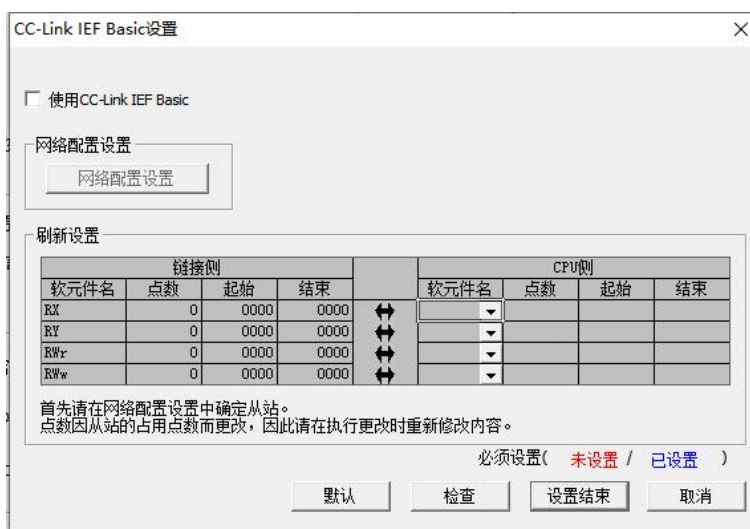 CC-Link IEF Basic设置
使用CC-Link IEF Basic
网络配置设置
网络配置设置
刷新设置
链接侧 CPU侧
软元件名 点数 起始 结束 软元件名 点数 起始 结束
RX 0 0000 0000
RY 0 0000 0000
RWr 0 0000 0000
RWw 0 0000 0000
首先请在网络配置设置中确定从站。
点数因从站的占用点数而更改，因此请在执行更改时重新修改内容。
必须设置( 未设置 / 已设置 )
默认 检查 设置结束 取消